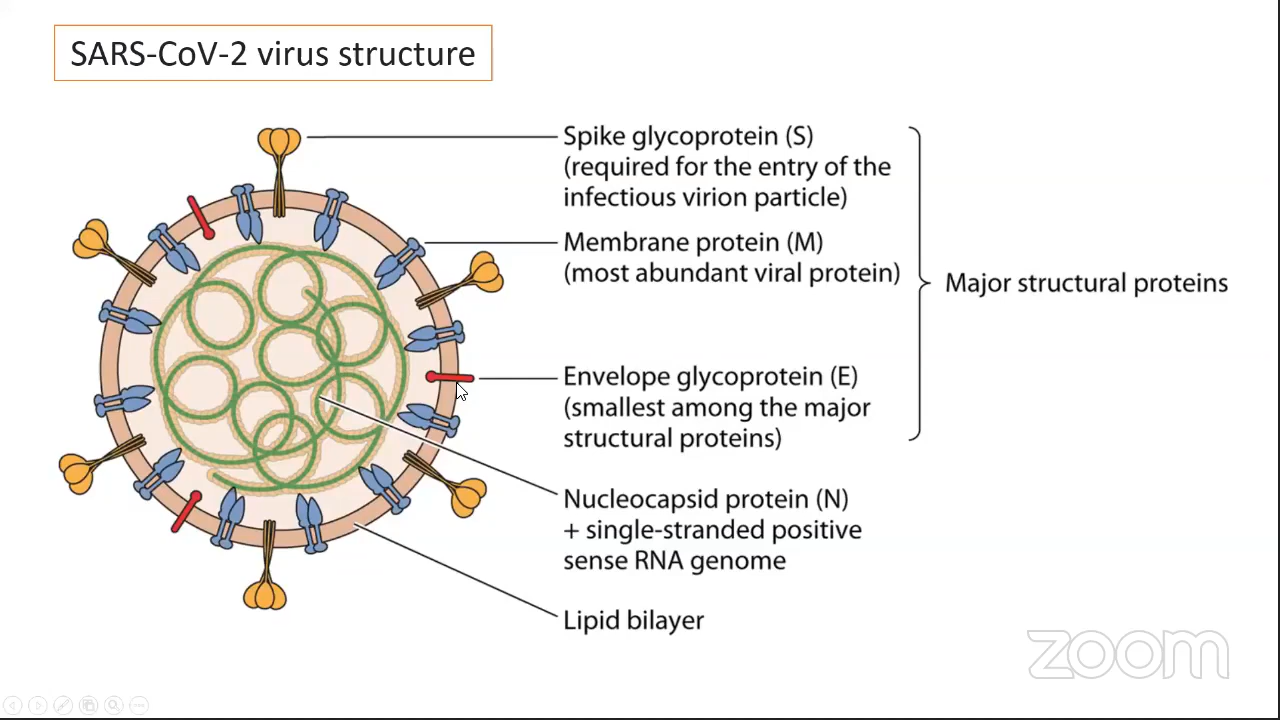 SARS-CoV-2 virus structure
Spike glycoprotein (S)
(required for the entry of the
infectious virion particle)
Membrane protein (M)
(most abundant viral protein)
Major structural proteins
Envelope glycoprotein (E)
(smallest among the major
structural proteins)
Nucleocapsid protein (N)
+ single-stranded positive
sense RNA genome
Lipid bilayer
zoom